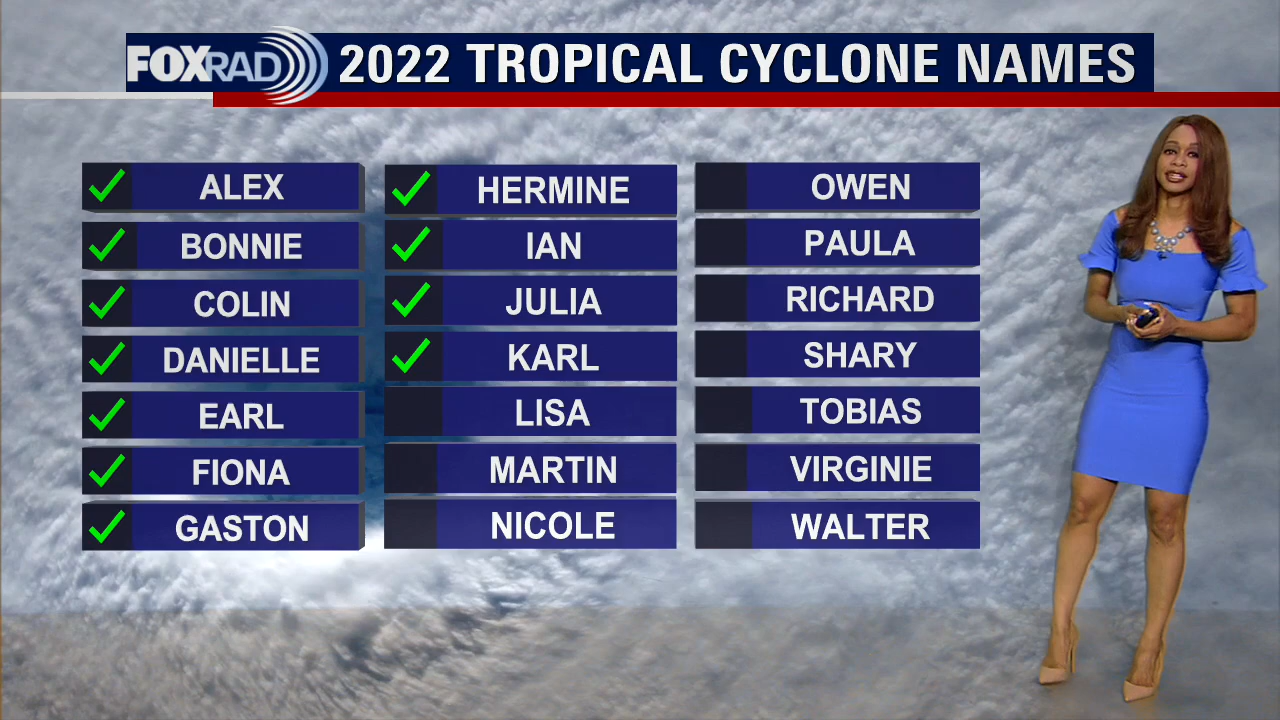 FOXRAD 2022 TROPICAL CYCLONE NAMES
ALEX
BONNIE
COLIN
DANIELLE
EARL
FIONA
GASTON
HERMINE
IAN
JULIA
KARL
LISA
MARTIN
NICOLE
OWEN
PAULA
RICHARD
SHARY
TOBIAS
VIRGINIE
WALTER